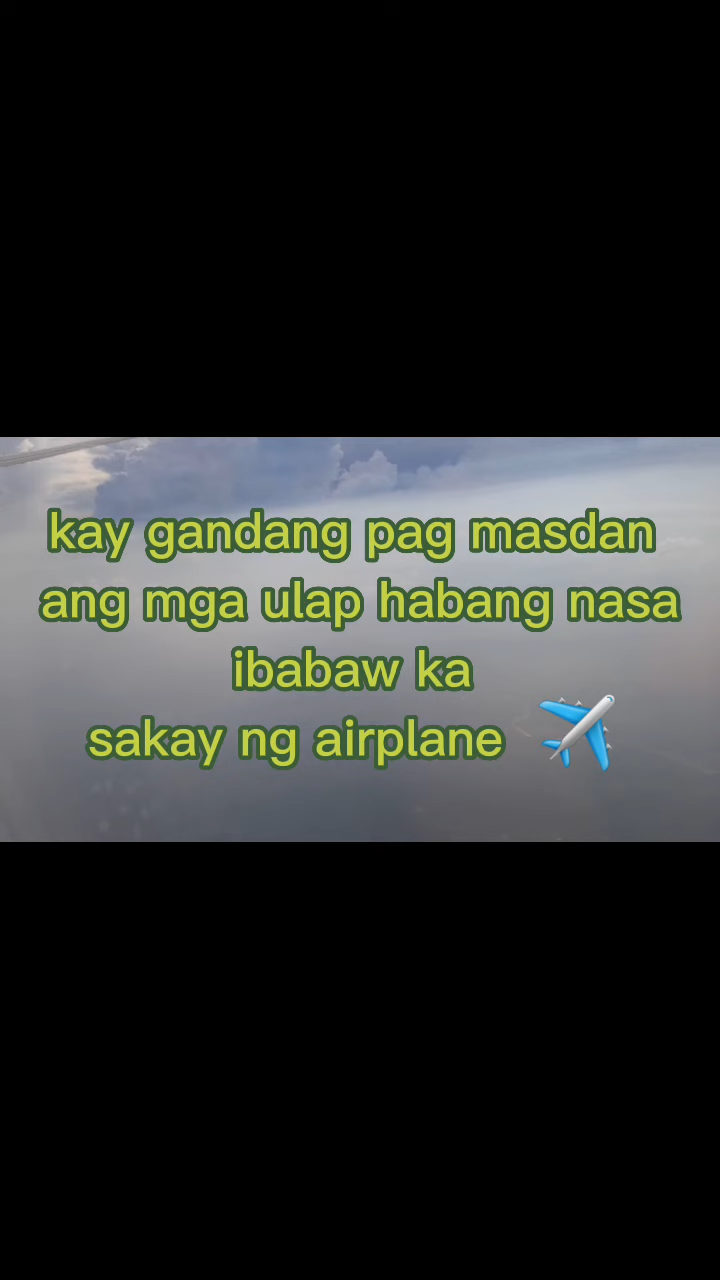 kay gandang pag masdan
ang mga ulap habang nasa
ibabaw ka
sakay ng airplane ✈️